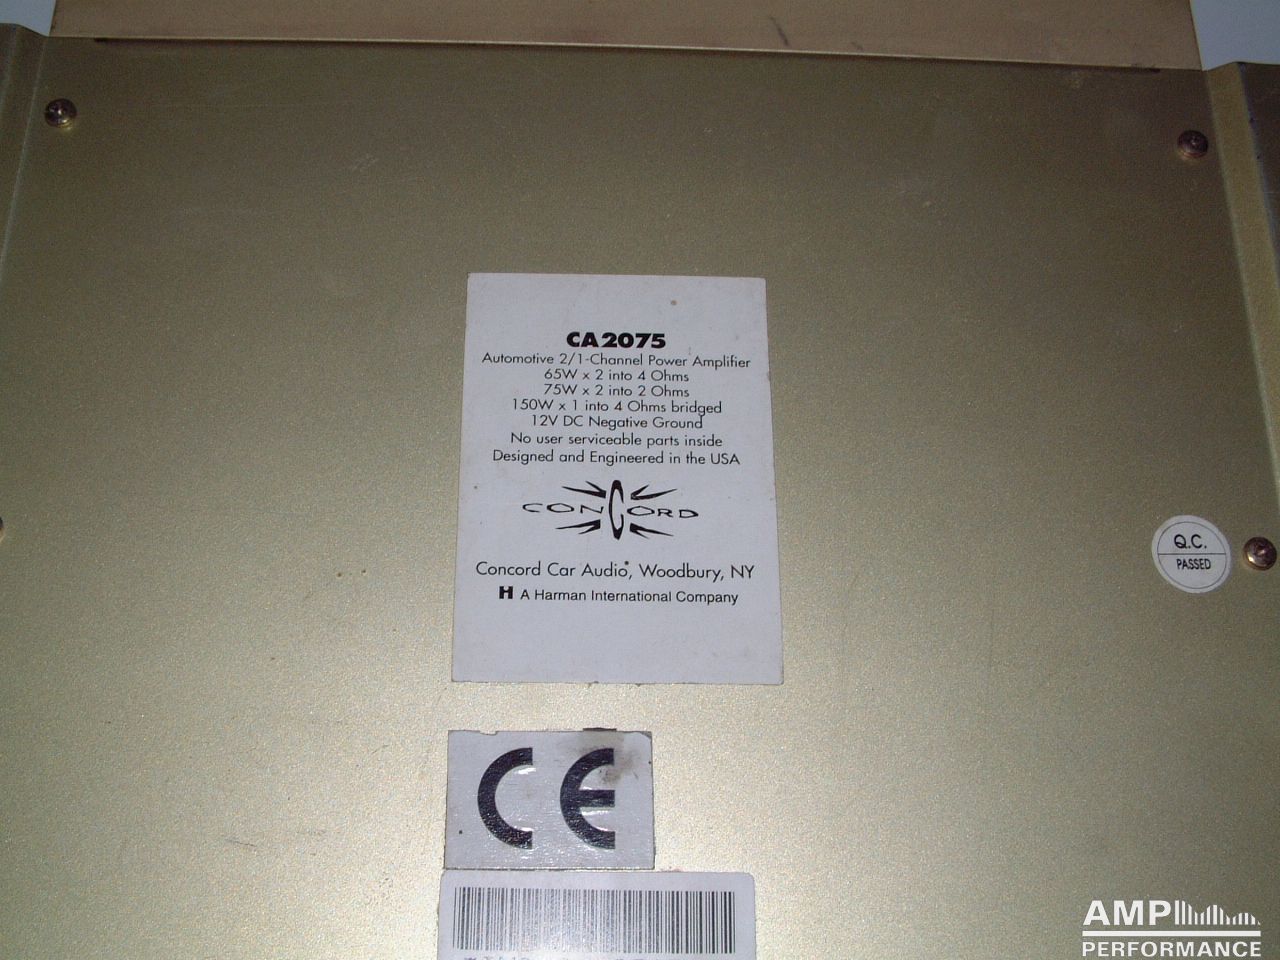 CA2075
Automotive 2/1-Channel Power Amplifier
65W x 2 into 4 Ohms
75W x 2 into 2 Ohms
150W x 1 into 4 Ohms bridged
12V DC Negative Ground
No user serviceable parts inside
Designed and Engineered in the USA
CONCORD
Concord Car Audio®, Woodbury, NY
H A Harman International Company
Q.C.
PASSED
CE
AMP
PERFORMANCE